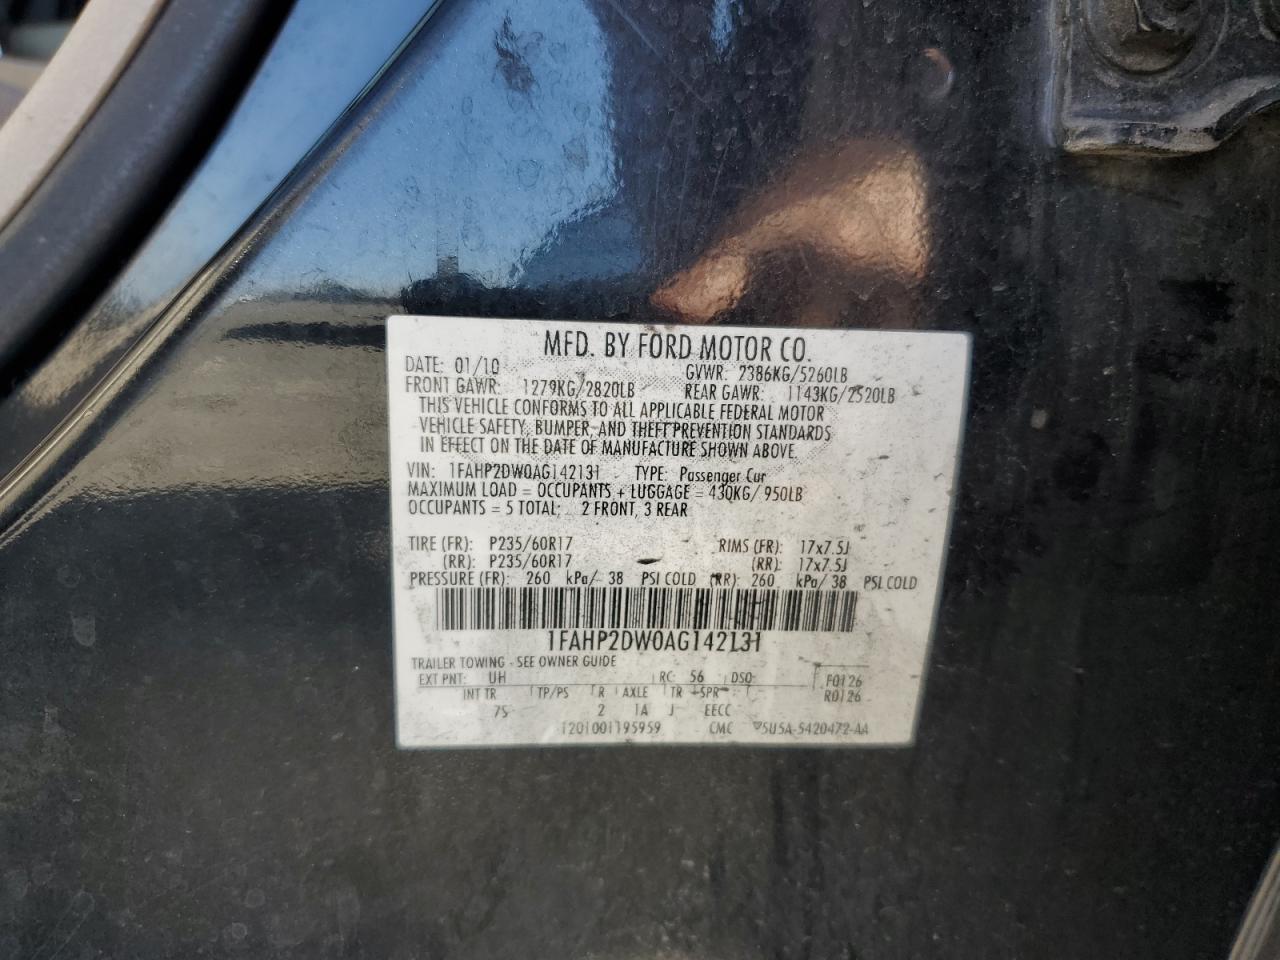 MFD. BY FORD MOTOR CO.
DATE: 01/10 GVWR: 2386KG/5260LB
FRONT GAWR: 1279KG/2820LB REAR GAWR: 1143KG/2520LB
THIS VEHICLE CONFORMS TO ALL APPLICABLE FEDERAL MOTOR
VEHICLE SAFETY, BUMPER, AND THEFT PREVENTION STANDARDS
IN EFFECT ON THE DATE OF MANUFACTURE SHOWN ABOVE.
VIN: 1FAHP2DW0AG142131 TYPE: Passenger Car
MAXIMUM LOAD = OCCUPANTS + LUGGAGE = 430KG/ 950LB
OCCUPANTS = 5 TOTAL: 2 FRONT, 3 REAR
TIRE (FR): P235/60R17 RIMS (FR): 17x7.5J
(RR): P235/60R17 (RR): 17x7.5J
PRESSURE (FR): 260 kPa/ 38 PSI COLD (RR): 260 kPa/ 38 PSI COLD
1FAHP2DW0AG142131
TRAILER TOWING - SEE OWNER GUIDE
EXT PNT: UH RC: 56 DSO: F0126
INT TR TP/PS R AXLE TR SPR R0126
7S 2 1A J EECC
1201001195959 CMC 5U5A-5420472-AA